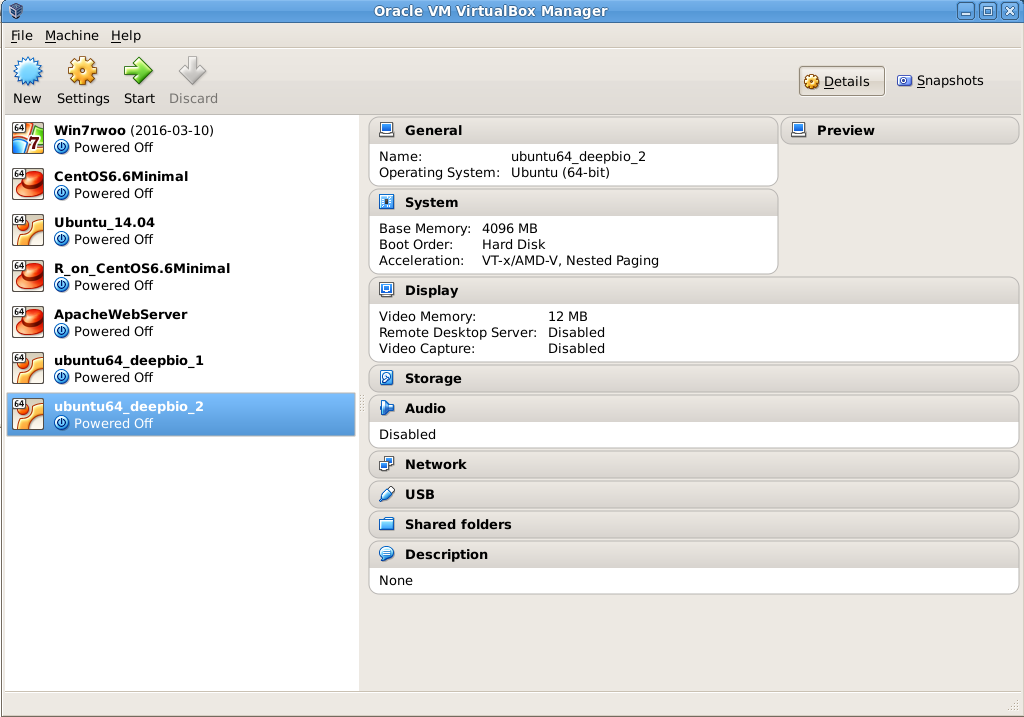 Oracle VM VirtualBox Manager
File Machine Help
New Settings Start Discard
Details Snapshots
64 7 Win7rwoo (2016-03-10)
Powered Off
64 CentOS6.6Minimal
Powered Off
64 Ubuntu_14.04
Powered Off
64 R_on_CentOS6.6Minimal
Powered Off
64 ApacheWebServer
Powered Off
64 ubuntu64_deepbio_1
Powered Off
64 ubuntu64_deepbio_2
Powered Off
General
Name: ubuntu64_deepbio_2
Operating System: Ubuntu (64-bit)
Preview
System
Base Memory: 4096 MB
Boot Order: Hard Disk
Acceleration: VT-x/AMD-V, Nested Paging
Display
Video Memory: 12 MB
Remote Desktop Server: Disabled
Video Capture: Disabled
Storage
Audio
Disabled
Network
USB
Shared folders
Description
None